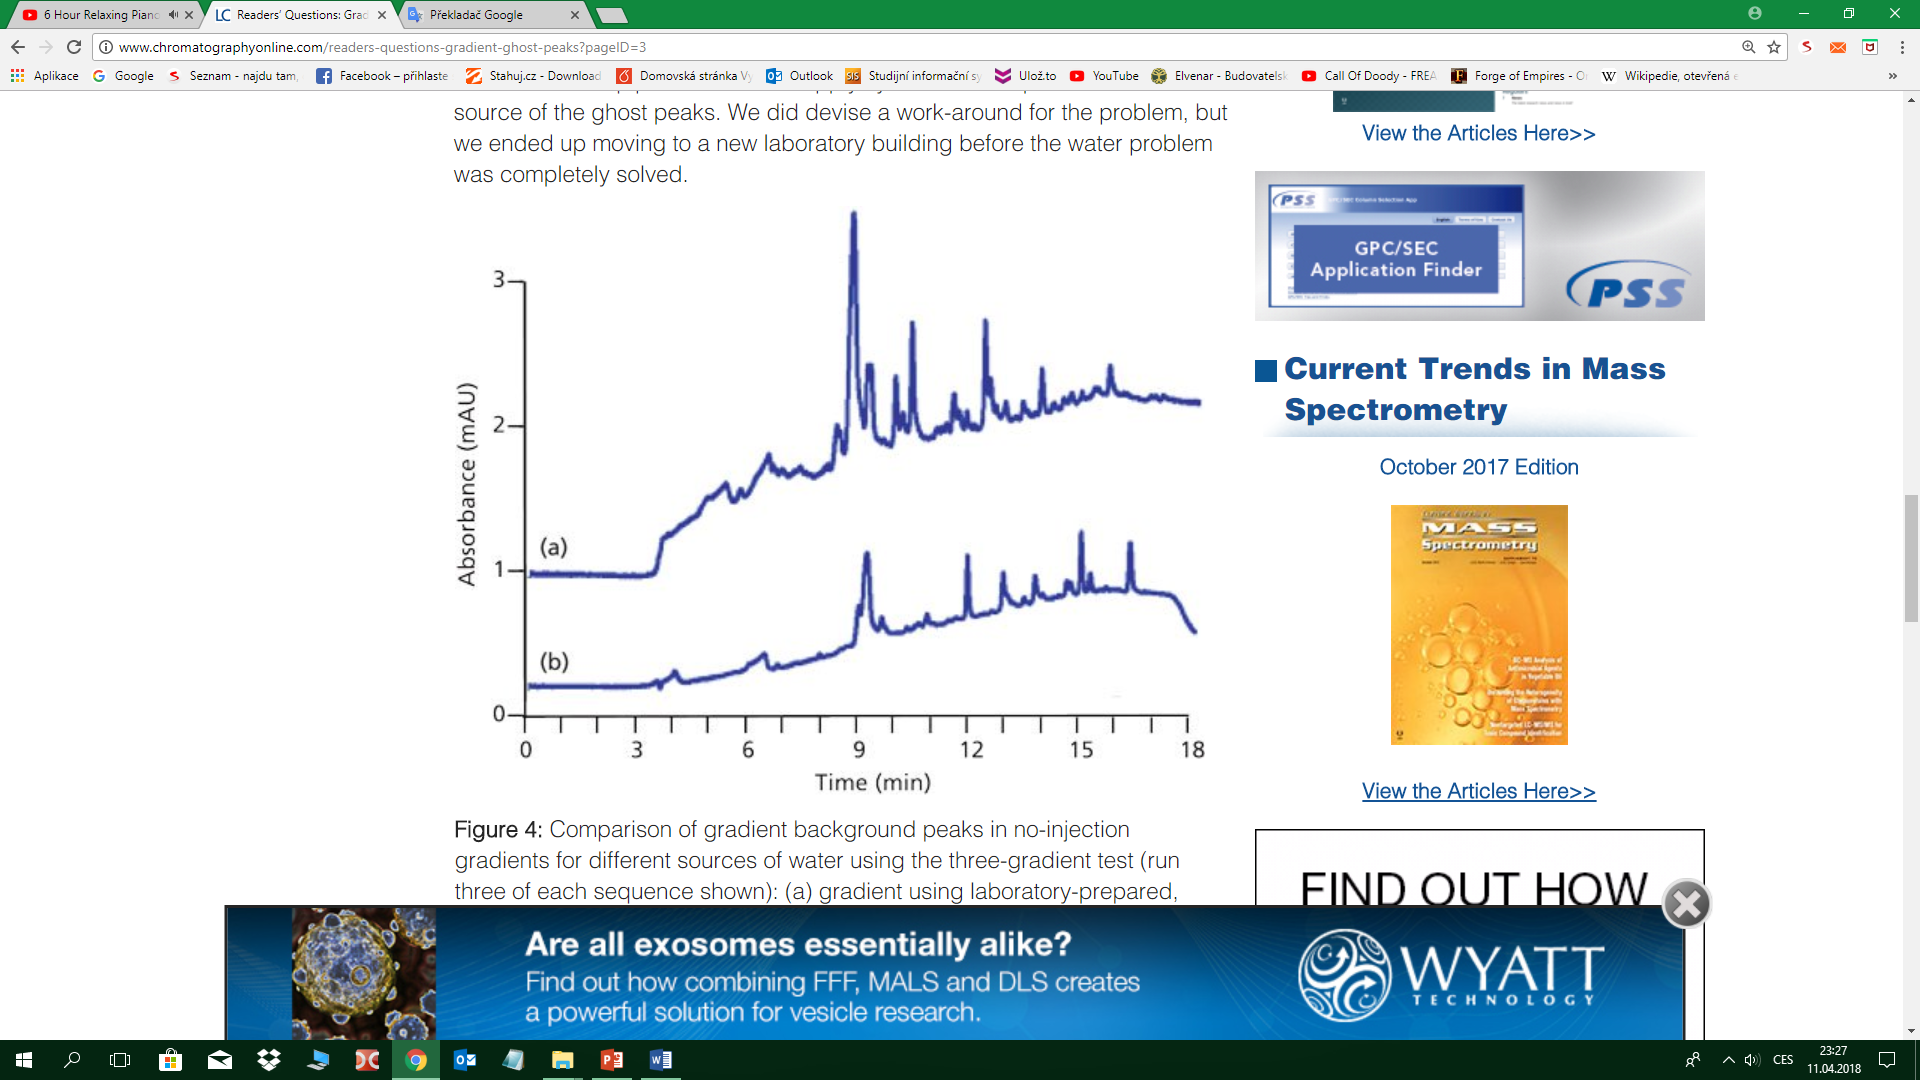 6 Hour Relaxing Piano
Readers' Questions: Grad
Překladač Google
www.chromatographyonline.com/readers-questions-gradient-ghost-peaks?pageID=3
Aplikace
Google
Seznam - najdu tam,
Facebook – přihlaste
Stahuj.cz - Download
Domovská stránka
Outlook
Studijní informační sy
Ulož.to
YouTube
Elvenar - Budovatelsk
Call Of Doody - FREA
Forge of Empires - O
Wikipedie, otevřená e
source of the ghost peaks. We did devise a work-around for the problem, but
we ended up moving to a new laboratory building before the water problem
was completely solved.
3
2
1
0
Absorbance (mAU)
(a)
(b)
0 3 6 9 12 15 18
Time (min)
Figure 4: Comparison of gradient background peaks in no-injection
gradients for different sources of water using the three-gradient test (run
three of each sequence shown): (a) gradient using laboratory-prepared,
View the Articles Here>>
PSS
GPC/SEC
Application Finder
PSS
Current Trends in Mass
Spectrometry
October 2017 Edition
MASS
Spectrometry
View the Articles Here>>
FIND OUT HOW
Are all exosomes essentially alike?
Find out how combining FFF, MALS and DLS creates
a powerful solution for vesicle research.
WYATT
TECHNOLOGY
CES
23:27
11.04.2018